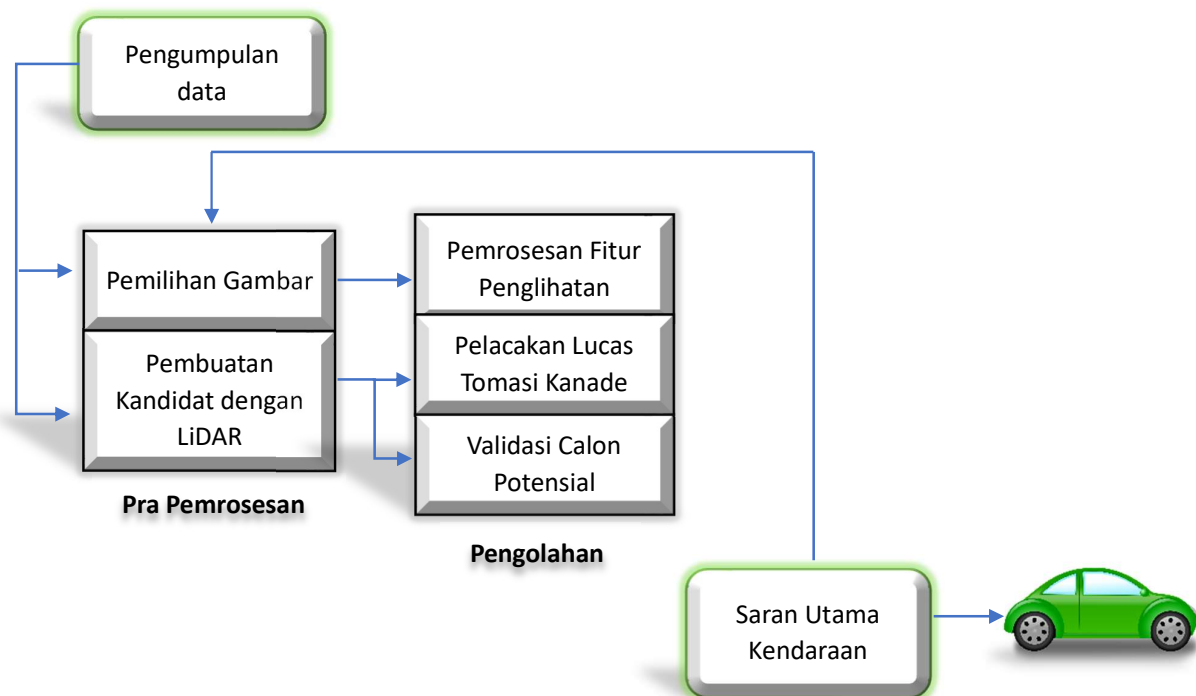 Pengumpulan
data
Pemilihan Gambar
Pembuatan
Kandidat dengan
LiDAR
Pra Pemrosesan
Pemrosesan Fitur
Penglihatan
Pelacakan Lucas
Tomasi Kanade
Validasi Calon
Potensial
Pengolahan
Saran Utama
Kendaraan